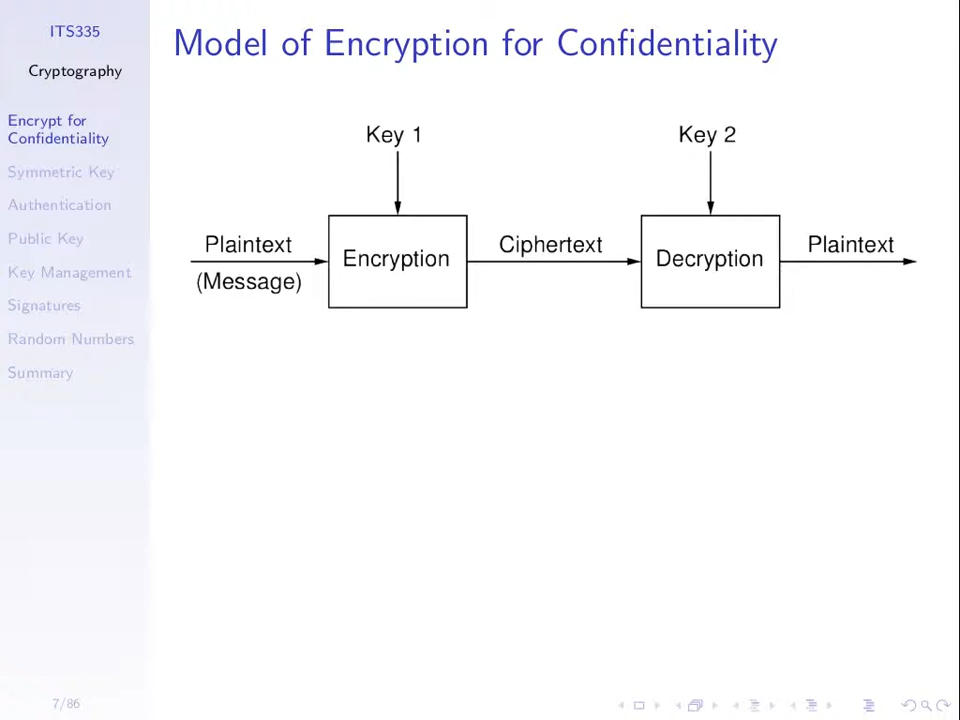 ITS335
Cryptography
Encrypt for
Confidentiality
Symmetric Key
Authentication
Public Key
Key Management
Signatures
Random Numbers
Summary
Model of Encryption for Confidentiality
Key 1
Key 2
Plaintext
(Message)
Encryption
Ciphertext
Decryption
Plaintext
7/86